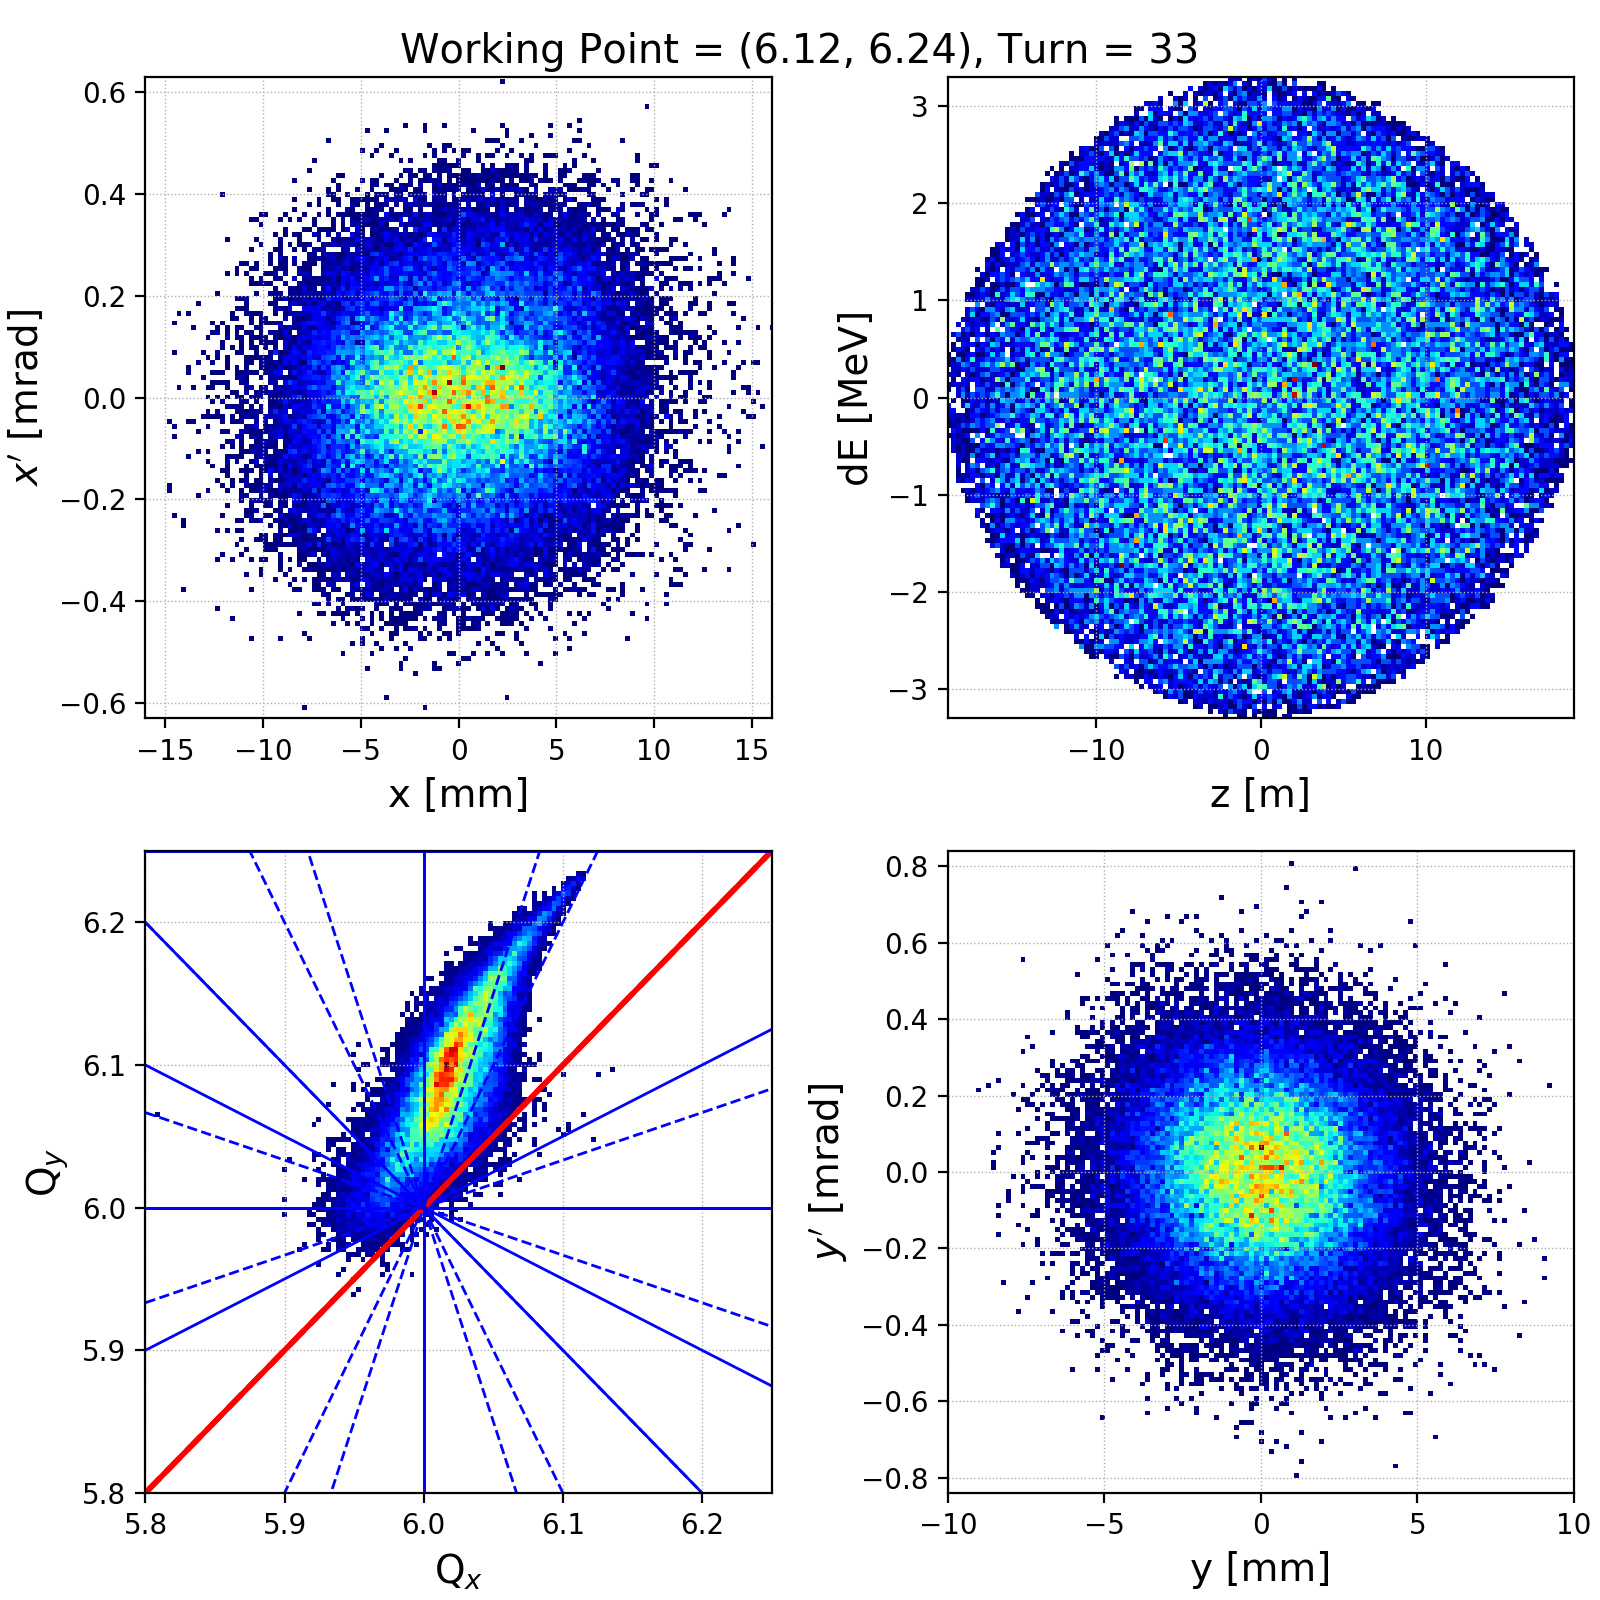 Working Point = (6.12, 6.24), Turn = 33
0.6
0.4
0.2
0.0
−0.2
−0.4
−0.6
x′ [mrad]
−15 −10 −5 0 5 10 15
x [mm]
3
2
1
0
−1
−2
−3
dE [MeV]
−10 0 10
z [m]
6.2
6.1
6.0
5.9
5.8
Qy
5.8 5.9 6.0 6.1 6.2
Qx
0.8
0.6
0.4
0.2
0.0
−0.2
−0.4
−0.6
−0.8
y′ [mrad]
−10 −5 0 5 10
y [mm]